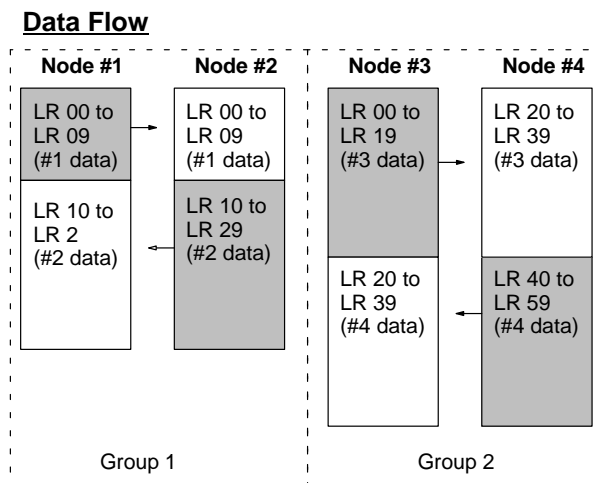 Data Flow
Node #1
Node #2
Node #3
Node #4
LR 00 to
LR 09
(#1 data)
LR 10 to
LR 2
(#2 data)
LR 00 to
LR 09
(#1 data)
LR 10 to
LR 29
(#2 data)
LR 00 to
LR 19
(#3 data)
LR 20 to
LR 39
(#4 data)
LR 20 to
LR 39
(#3 data)
LR 40 to
LR 59
(#4 data)
Group 1
Group 2